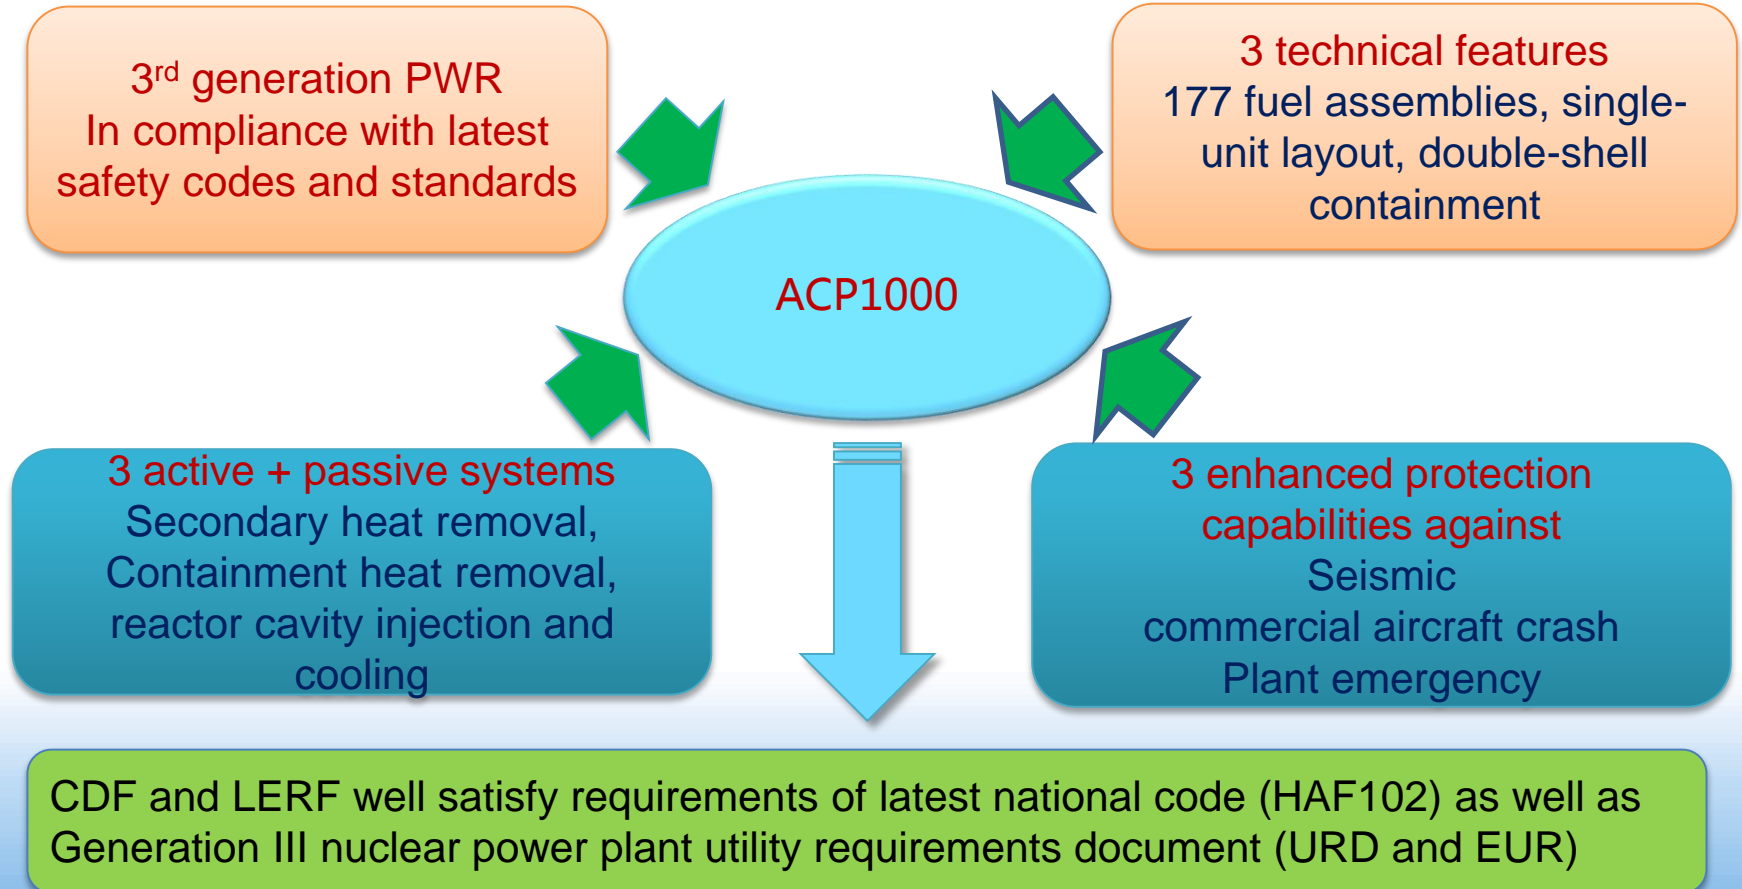 3rd generation PWR
In compliance with latest
safety codes and standards
3 technical features
177 fuel assemblies, single-
unit layout, double-shell
containment
ACP1000
3 active + passive systems
Secondary heat removal,
Containment heat removal,
reactor cavity injection and
cooling
3 enhanced protection
capabilities against
Seismic
commercial aircraft crash
Plant emergency
CDF and LERF well satisfy requirements of latest national code (HAF102) as well as
Generation III nuclear power plant utility requirements document (URD and EUR)